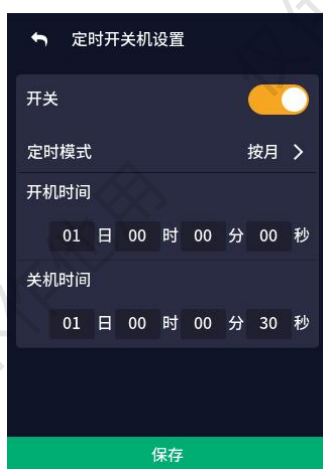 定时开关机设置
开关
定时模式 按月
开机时间
01 日 00 时 00 分 00 秒
关机时间
01 日 00 时 00 分 30 秒
保存